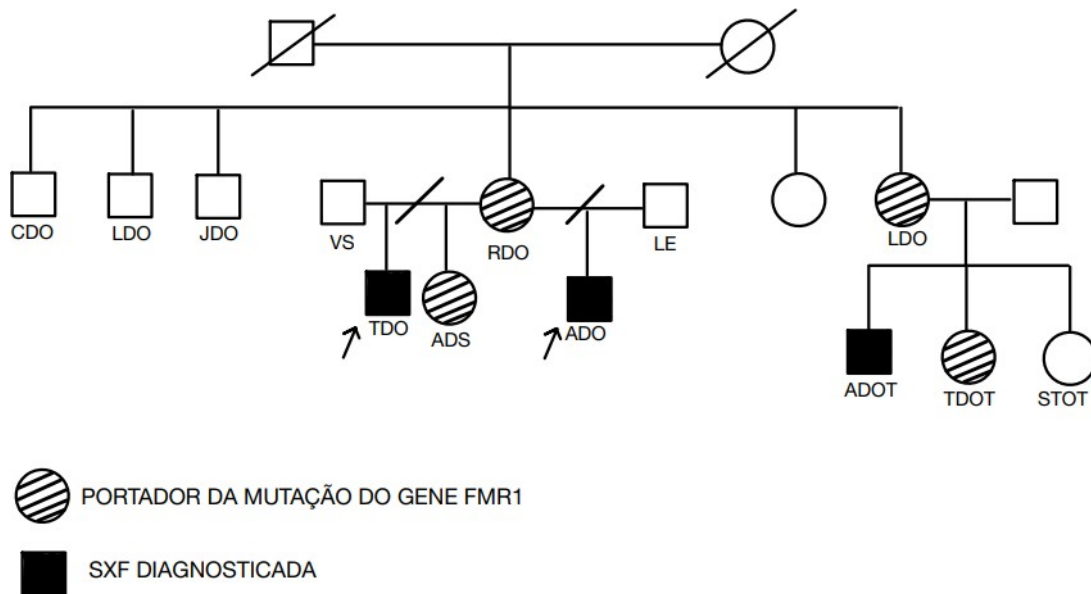 CDO
LDO
JDO
VS
RDO
LE
LDO
TDO
ADS
ADO
ADOT
TDOT
STOT
PORTADOR DA MUTAÇÃO DO GENE FMR1
SXF DIAGNOSTICADA